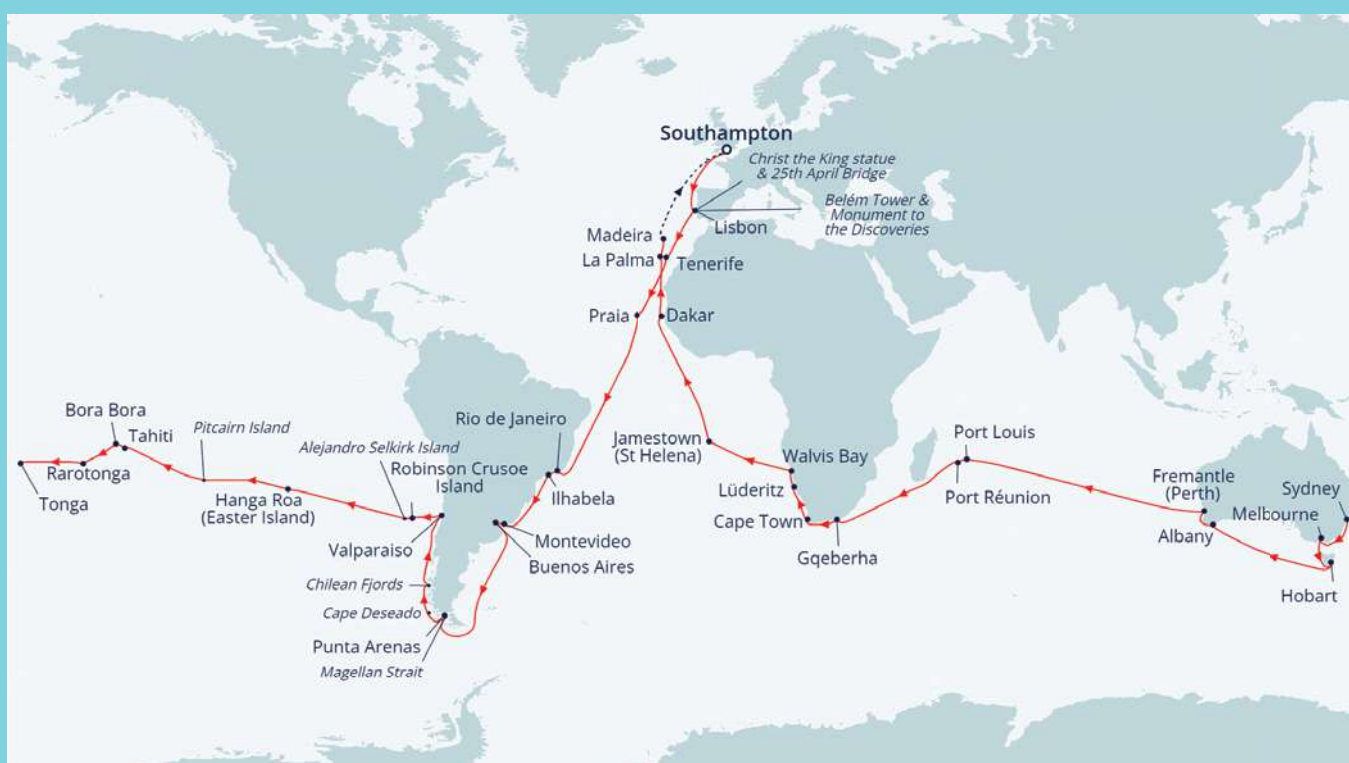 Southampton
Christ the King statue
& 25th April Bridge
Belém Tower &
Monument to
the Discoveries
Lisbon
Madeira
La Palma
Tenerife
Praia
Dakar
Rio de Janeiro
Bora Bora
Tahiti
Pitcairn Island
Alejandro Selkirk Island
Robinson Crusoe
Island
Ilhabela
Jamestown
(St Helena)
Walvis Bay
Port Louis
Port Réunion
Fremantle
(Perth)
Sydney
Melbourne
Rarotonga
Tonga
Hanga Roa
(Easter Island)
Lüderitz
Cape Town
Gqeberha
Albany
Valparaiso
Montevideo
Buenos Aires
Hobart
Chilean Fjords
Cape Deseado
Punta Arenas
Magellan Strait